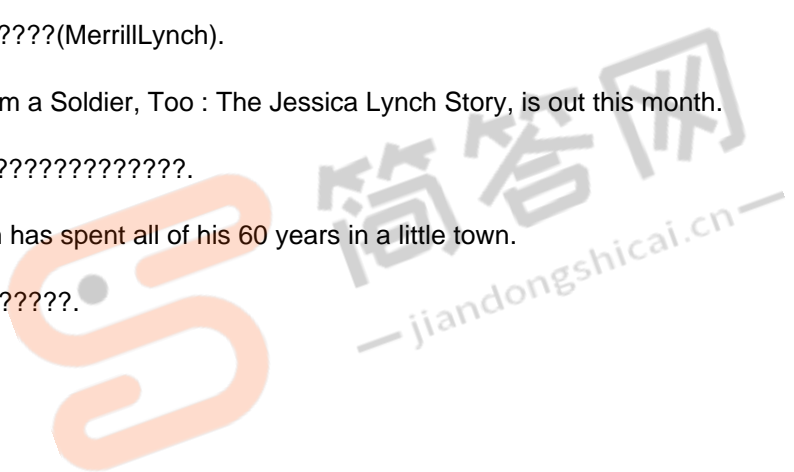 ????(MerrillLynch).
m a Soldier, Too : The Jessica Lynch Story, is out this month.
?????????????.
has spent all of his 60 years in a little town.
?????.
简答网
jiandongshicai.cn